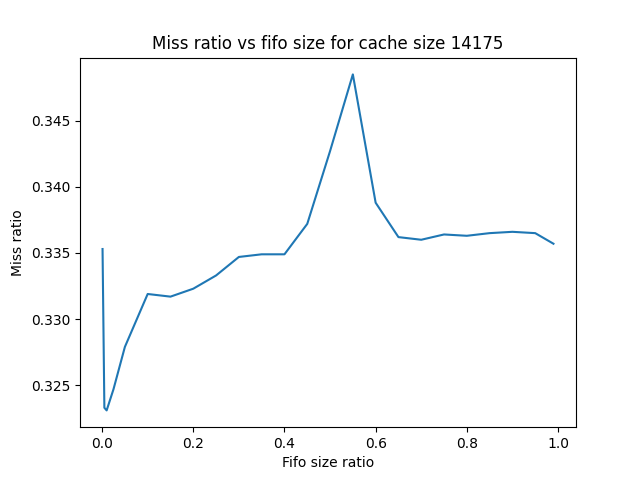 Miss ratio vs fifo size for cache size 14175
0.345
0.340
0.335
0.330
0.325
Miss ratio
0.0 0.2 0.4 0.6 0.8 1.0
Fifo size ratio